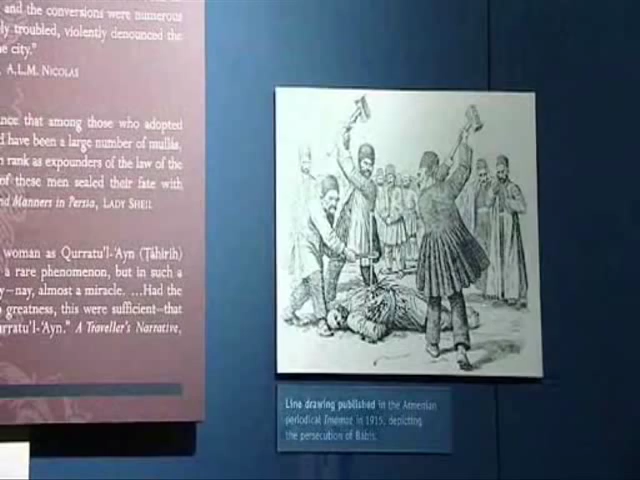 and the conversions were numerous
troubled, violently denounced the
city."
A.L.M. NICOLAS
that among those who adopted
have been a large number of mullás,
rank as expounders of the law of the
of these men sealed their fate with
Manners in Persia, LADY SHEIL
woman as Qurratu'l-'Ayn (Ṭáhirih)
a rare phenomenon, but in such a
—nay, almost a miracle. ...Had the
greatness, this were sufficient—that
'Ayn." A Traveller's Narrative,
Line drawing published in the Armenian
periodical in 1915, depicting
the persecution of Bábís.